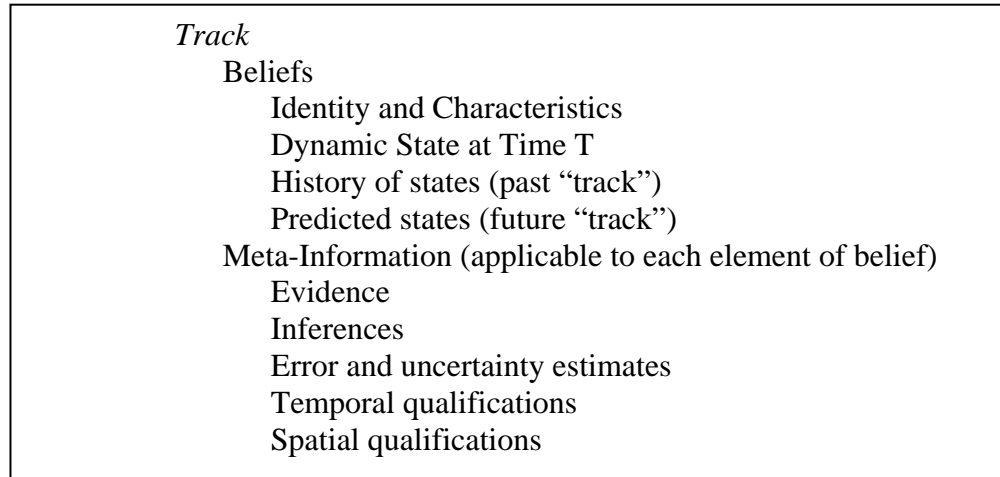 Track
Beliefs
Identity and Characteristics
Dynamic State at Time T
History of states (past “track”)
Predicted states (future “track”)
Meta-Information (applicable to each element of belief)
Evidence
Inferences
Error and uncertainty estimates
Temporal qualifications
Spatial qualifications